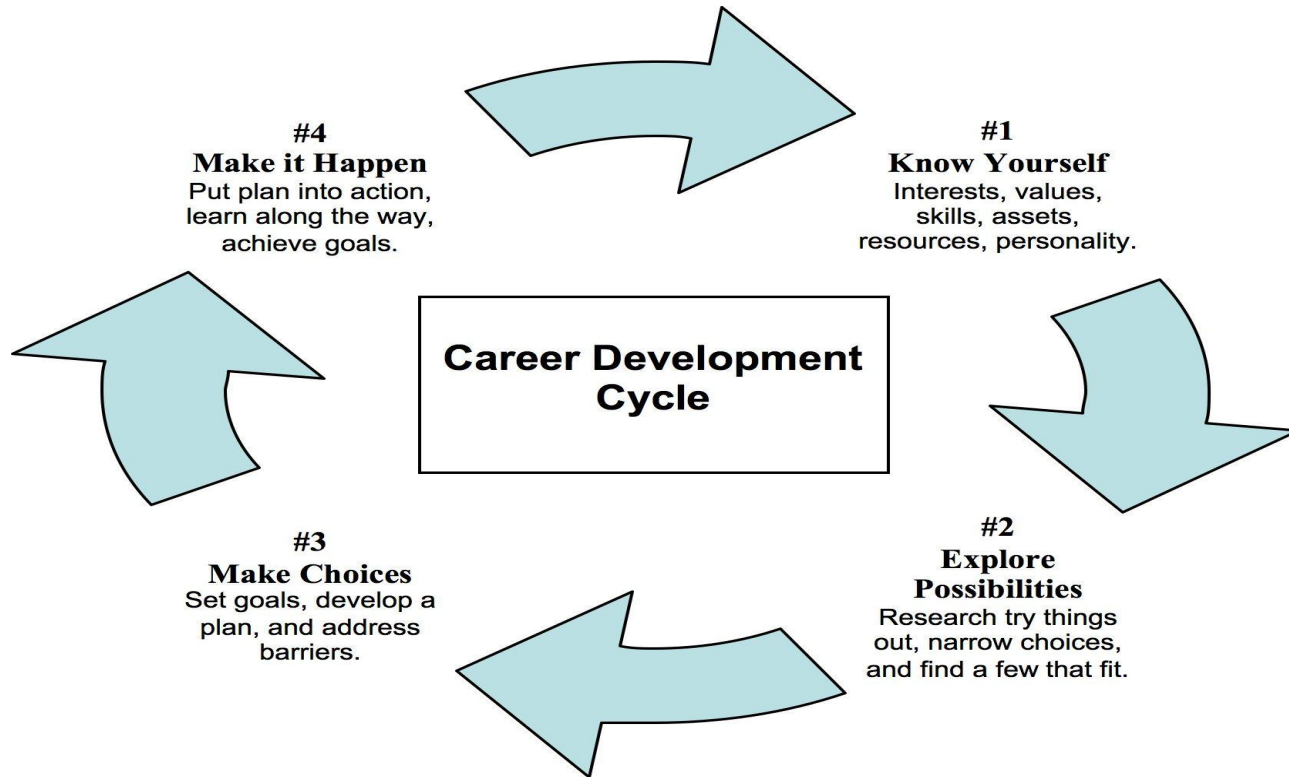 #4
Make it Happen
Put plan into action,
learn along the way,
achieve goals.
#1
Know Yourself
Interests, values,
skills, assets,
resources, personality.
Career Development
Cycle
#3
Make Choices
Set goals, develop a
plan, and address
barriers.
#2
Explore
Possibilities
Research try things
out, narrow choices,
and find a few that fit.